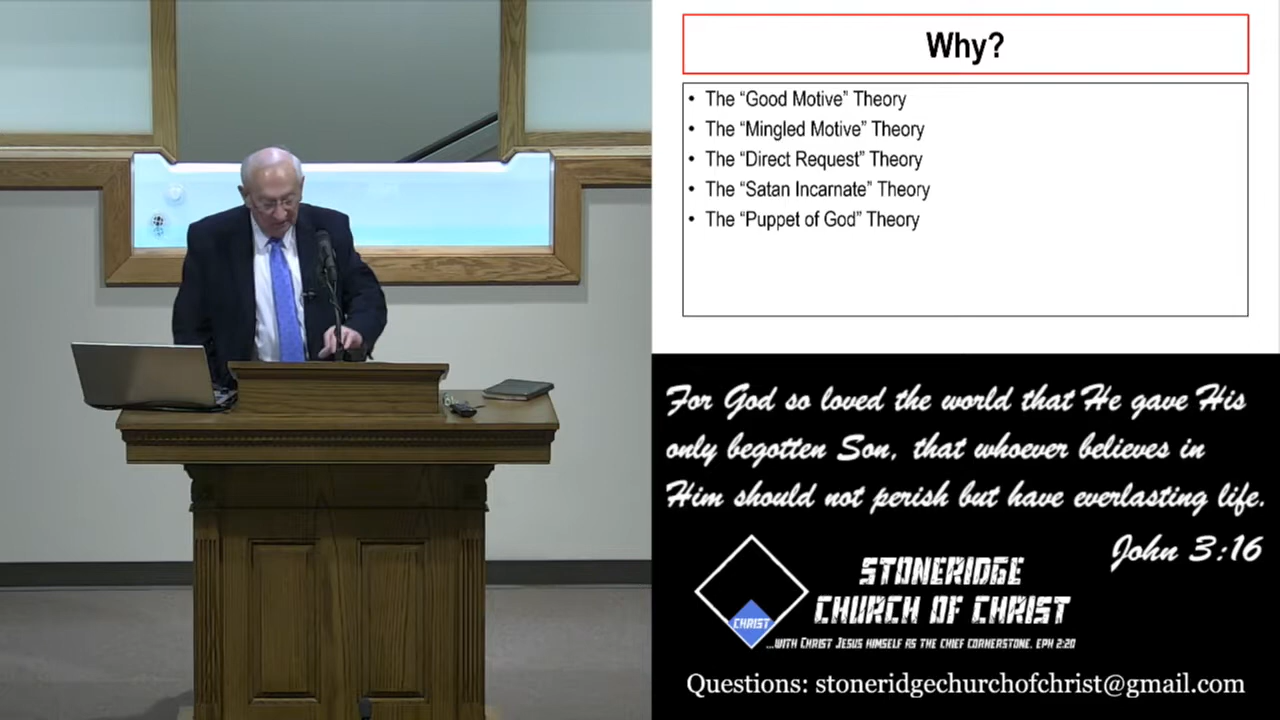 Why?
• The “Good Motive” Theory
• The “Mingled Motive” Theory
• The “Direct Request” Theory
• The “Satan Incarnate” Theory
• The “Puppet of God” Theory
For God so loved the world that He gave His
only begotten Son, that whoever believes in
Him should not perish but have everlasting life.
John 3:16
CHRIST
STONERIDGE
CHURCH OF CHRIST
...WITH CHRIST JESUS HIMSELF AS THE CHIEF CORNERSTONE. EPH 2:20
Questions: stoneridgechurchofchrist@gmail.com